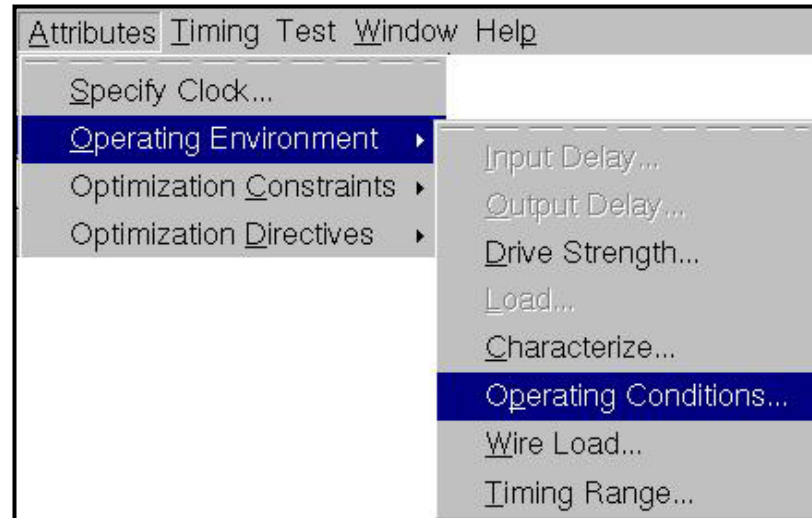 Attributes Timing Test Window Help
Specify Clock...
Operating Environment
Optimization Constraints
Optimization Directives
Input Delay...
Output Delay...
Drive Strength...
Load...
Characterize...
Operating Conditions...
Wire Load...
Timing Range...